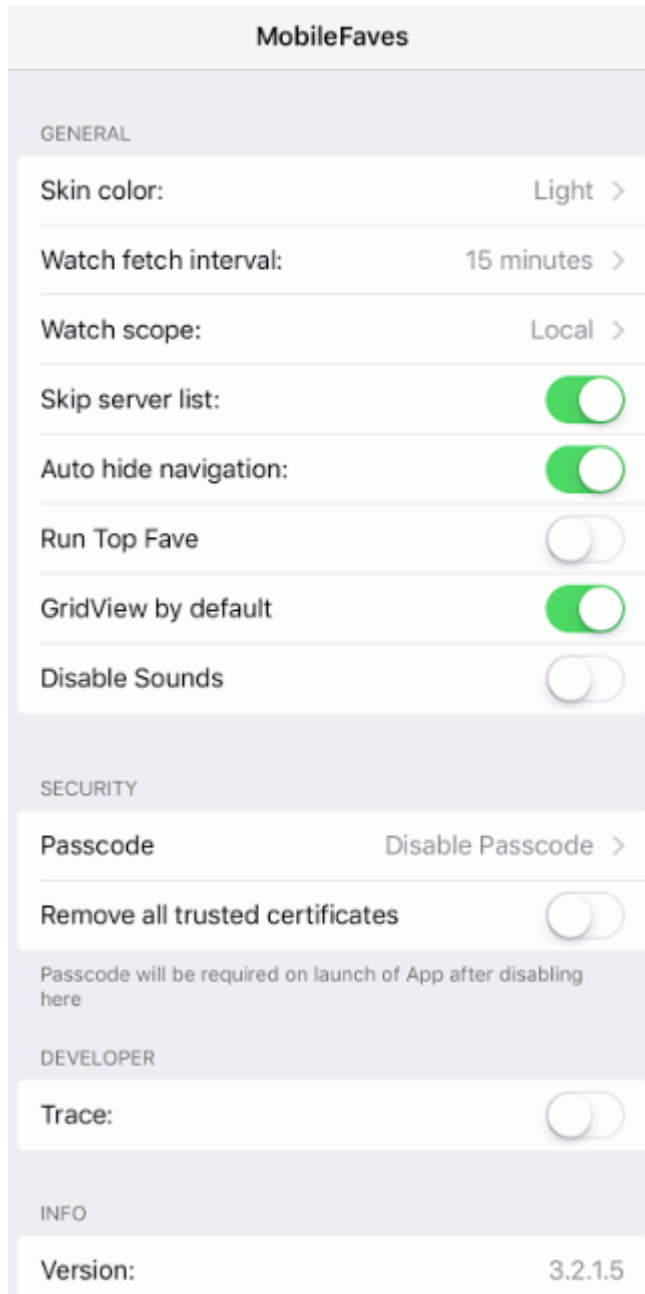 MobileFaves
GENERAL
Skin color: Light
Watch fetch interval: 15 minutes
Watch scope: Local
Skip server list:
Auto hide navigation:
Run Top Fave
GridView by default
Disable Sounds
SECURITY
Passcode Disable Passcode
Remove all trusted certificates
Passcode will be required on launch of App after disabling
here
DEVELOPER
Trace:
INFO
Version: 3.2.1.5